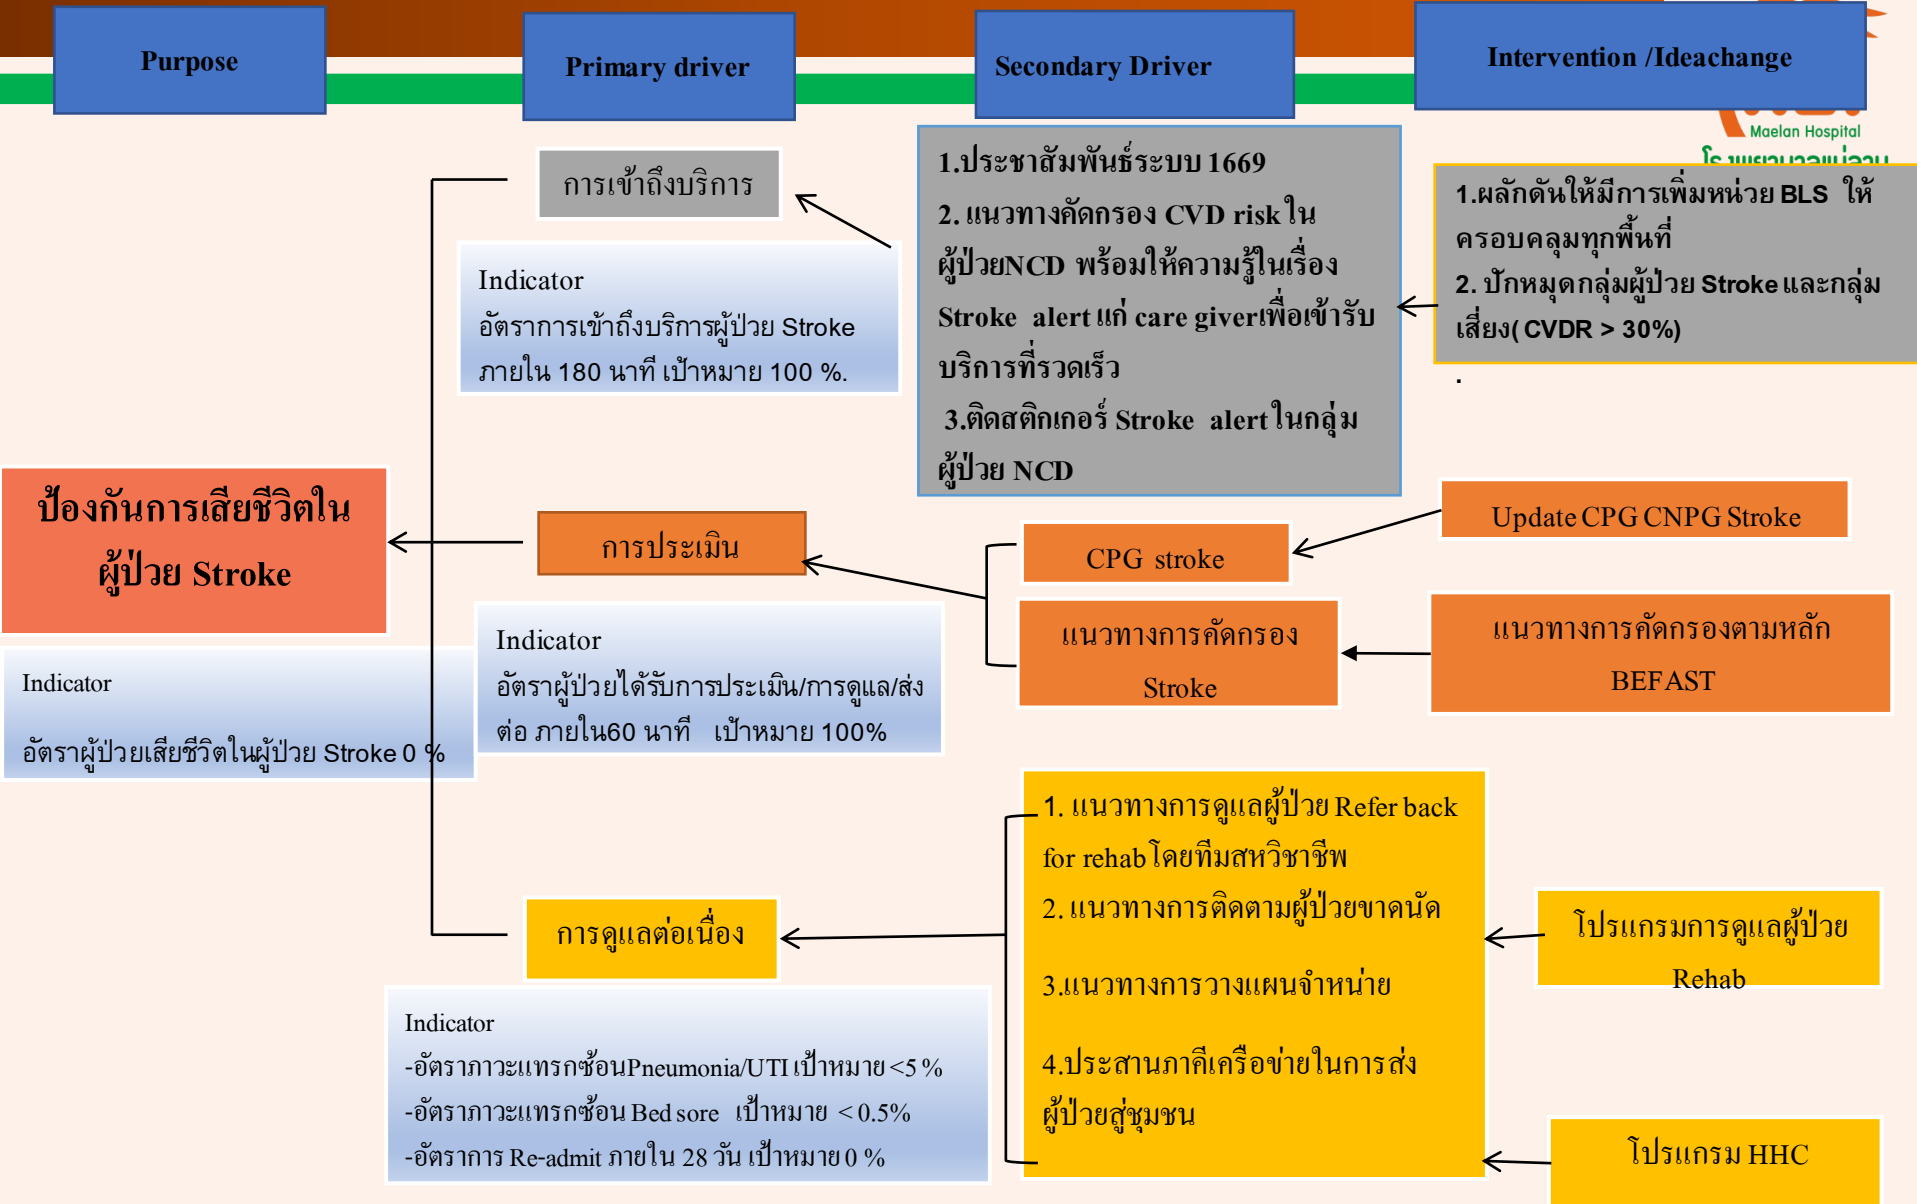 Purpose
Primary driver
Secondary Driver
Intervention /Ideachange
Maelan Hospital
การเข้าถึงบริการ
Indicator
อัตราการเข้าถึงบริการผู้ป่วย Stroke
ภายใน 180 นาที เป้าหมาย 100 %.
1.ประชาสัมพันธ์ระบบ 1669
2. แนวทางคัดกรอง CVD risk ใน
ผู้ป่วยNCD พร้อมให้ความรู้ในเรื่อง
Stroke alert แก่ care giverเพื่อเข้ารับ
บริการที่รวดเร็ว
3.ติดสติกเกอร์ Stroke alert ในกลุ่ม
ผู้ป่วย NCD
1.ผลักดันให้มีการเพิ่มหน่วย BLS ให้
ครอบคลุมทุกพื้นที่
2. ปักหมุดกลุ่มผู้ป่วย Stroke และกลุ่ม
เสี่ยง( CVDR > 30%)
.
ป้องกันการเสียชีวิตใน
ผู้ป่วย Stroke
Indicator
อัตราผู้ป่วยเสียชีวิตในผู้ป่วย Stroke 0 %
การประเมิน
Indicator
อัตราผู้ป่วยได้รับการประเมิน/การดูแล/ส่ง
ต่อ ภายใน60 นาที เป้าหมาย 100%
CPG stroke
แนวทางการคัดกรอง
Stroke
Update CPG CNPG Stroke
แนวทางการคัดกรองตามหลัก
BEFAST
การดูแลต่อเนื่อง
Indicator
-อัตราภาวะแทรกซ้อนPneumonia/UTI เป้าหมาย <5 %
-อัตราภาวะแทรกซ้อน Bed sore เป้าหมาย < 0.5%
-อัตราการ Re-admit ภายใน 28 วัน เป้าหมาย 0 %
1. แนวทางการดูแลผู้ป่วย Refer back
for rehab โดยทีมสหวิชาชีพ
2. แนวทางการติดตามผู้ป่วยขาดนัด
3.แนวทางการวางแผนจำหน่าย
4.ประสานภาคีเครือข่ายในการส่ง
ผู้ป่วยสู่ชุมชน
โปรแกรมการดูแลผู้ป่วย
Rehab
โปรแกรม HHC